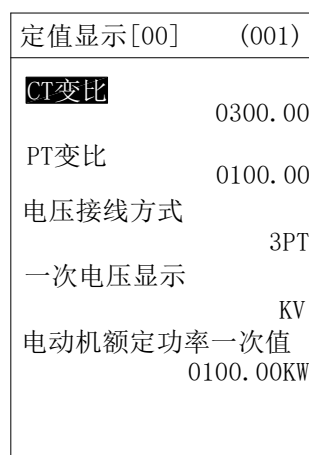 定值显示[00] (001)
CT变比
0300.00
PT变比
0100.00
电压接线方式
3PT
一次电压显示
KV
电动机额定功率一次值
0100.00KW